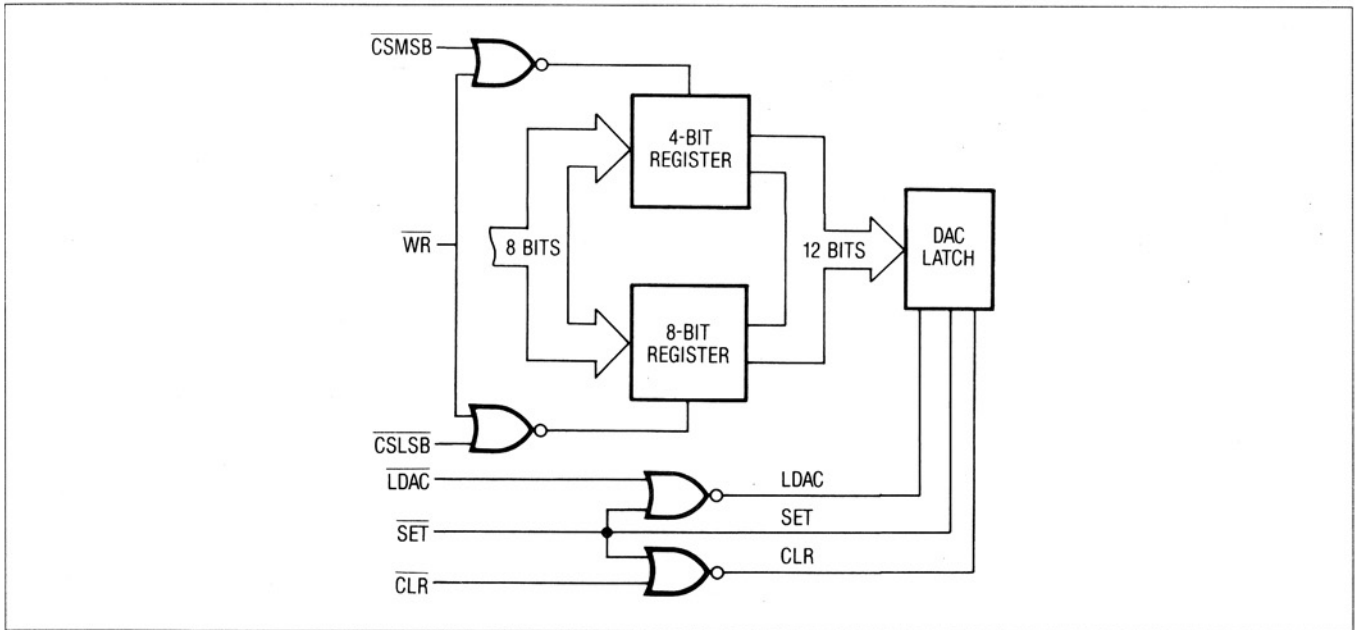 CSMSB
4-BIT
REGISTER
WR
8 BITS
12 BITS
DAC
LATCH
8-BIT
REGISTER
CSLSB
LDAC
LDAC
SET
SET
CLR
CLR